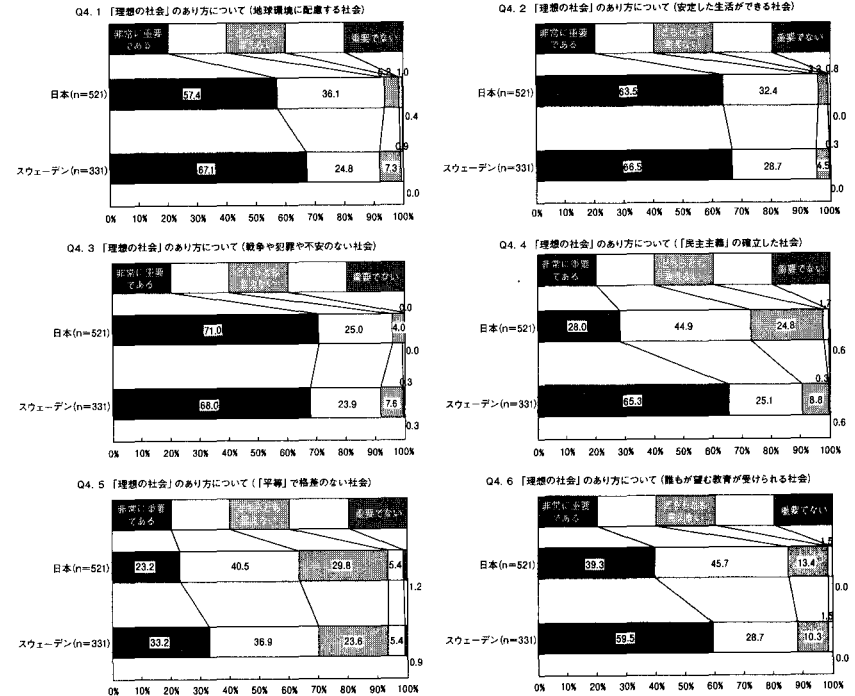 Q4. 1 「理想の社会」のあり方について(地球環境に配慮する社会)
非常に重要
である
重要でない
1.0
日本(n=521)
57.4
36.1
0.4
0.9
スウェーデン(n=331)
67.1
24.8
7.3
0.0
0% 10% 20% 30% 40% 50% 60% 70% 80% 90% 100%
Q4. 2 「理想の社会」のあり方について(安定した生活ができる社会)
非常に重要
である
重要でない
3.3
0.8
日本(n=521)
63.5
32.4
0.0
0.3
スウェーデン(n=331)
66.5
28.7
4.5
0.0
0% 10% 20% 30% 40% 50% 60% 70% 80% 90% 100%
Q4. 3 「理想の社会」のあり方について(戦争や犯罪や不安のない社会)
非常に重要
である
重要でない
0.0
日本(n=521)
71.0
25.0
4.0
0.0
0.3
スウェーデン(n=331)
68.0
23.9
7.6
0.3
0% 10% 20% 30% 40% 50% 60% 70% 80% 90% 100%
Q4. 4 「理想の社会」のあり方について(「民主主義」の確立した社会)
非常に重要
である
重要でない
1.7
日本(n=521)
28.0
44.9
24.8
0.6
0.3
スウェーデン(n=331)
65.3
25.1
8.8
0.6
0% 10% 20% 30% 40% 50% 60% 70% 80% 90% 100%
Q4. 5 「理想の社会」のあり方について(「平等」で格差のない社会)
非常に重要
である
重要でない
日本(n=521)
23.2
40.5
29.8
5.4
1.2
スウェーデン(n=331)
33.2
36.9
23.6
5.4
0.9
0% 10% 20% 30% 40% 50% 60% 70% 80% 90% 100%
Q4. 6 「理想の社会」のあり方について(誰もが望む教育が受けられる社会)
非常に重要
である
重要でない
1.5
日本(n=521)
39.3
45.7
13.4
0.0
1.5
スウェーデン(n=331)
59.5
28.7
10.3
0.0
0% 10% 20% 30% 40% 50% 60% 70% 80% 90% 100%